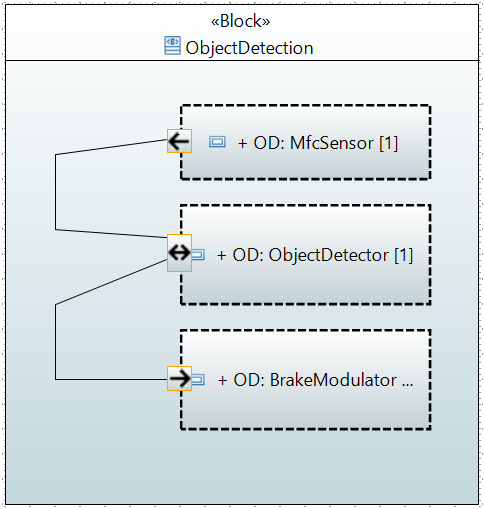 «Block»
ObjectDetection
+ OD: MfcSensor [1]
+ OD: ObjectDetector [1]
+ OD: BrakeModulator ...